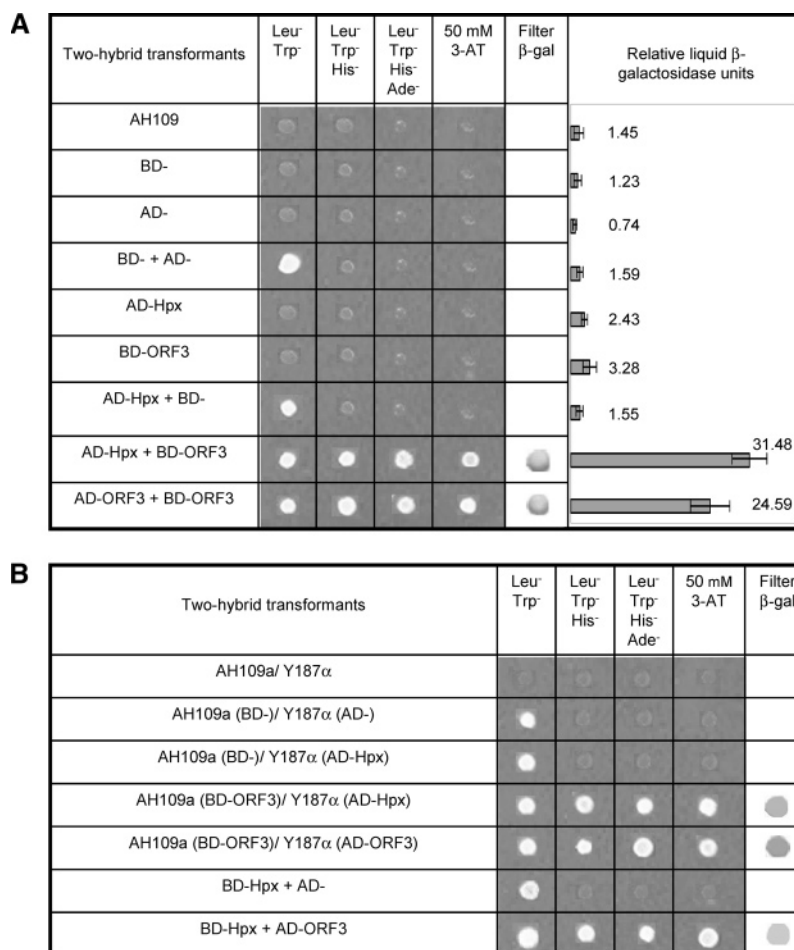 A
Two-hybrid transformants
Leu⁻ Trp⁻
Leu⁻ Trp⁻ His⁻
Leu⁻ Trp⁻ His⁻ Ade⁻
50 mM 3-AT
Filter β-gal
Relative liquid β-galactosidase units
AH109 1.45
BD- 1.23
AD- 0.74
BD- + AD- 1.59
AD-Hpx 2.43
BD-ORF3 3.28
AD-Hpx + BD- 1.55
AD-Hpx + BD-ORF3 31.48
AD-ORF3 + BD-ORF3 24.59
B
Two-hybrid transformants
Leu⁻ Trp⁻
Leu⁻ Trp⁻ His⁻
Leu⁻ Trp⁻ His⁻ Ade⁻
50 mM 3-AT
Filter β-gal
AH109a/ Y187α
AH109a (BD-)/ Y187α (AD-)
AH109a (BD-)/ Y187α (AD-Hpx)
AH109a (BD-ORF3)/ Y187α (AD-Hpx)
AH109a (BD-ORF3)/ Y187α (AD-ORF3)
BD-Hpx + AD-
BD-Hpx + AD-ORF3